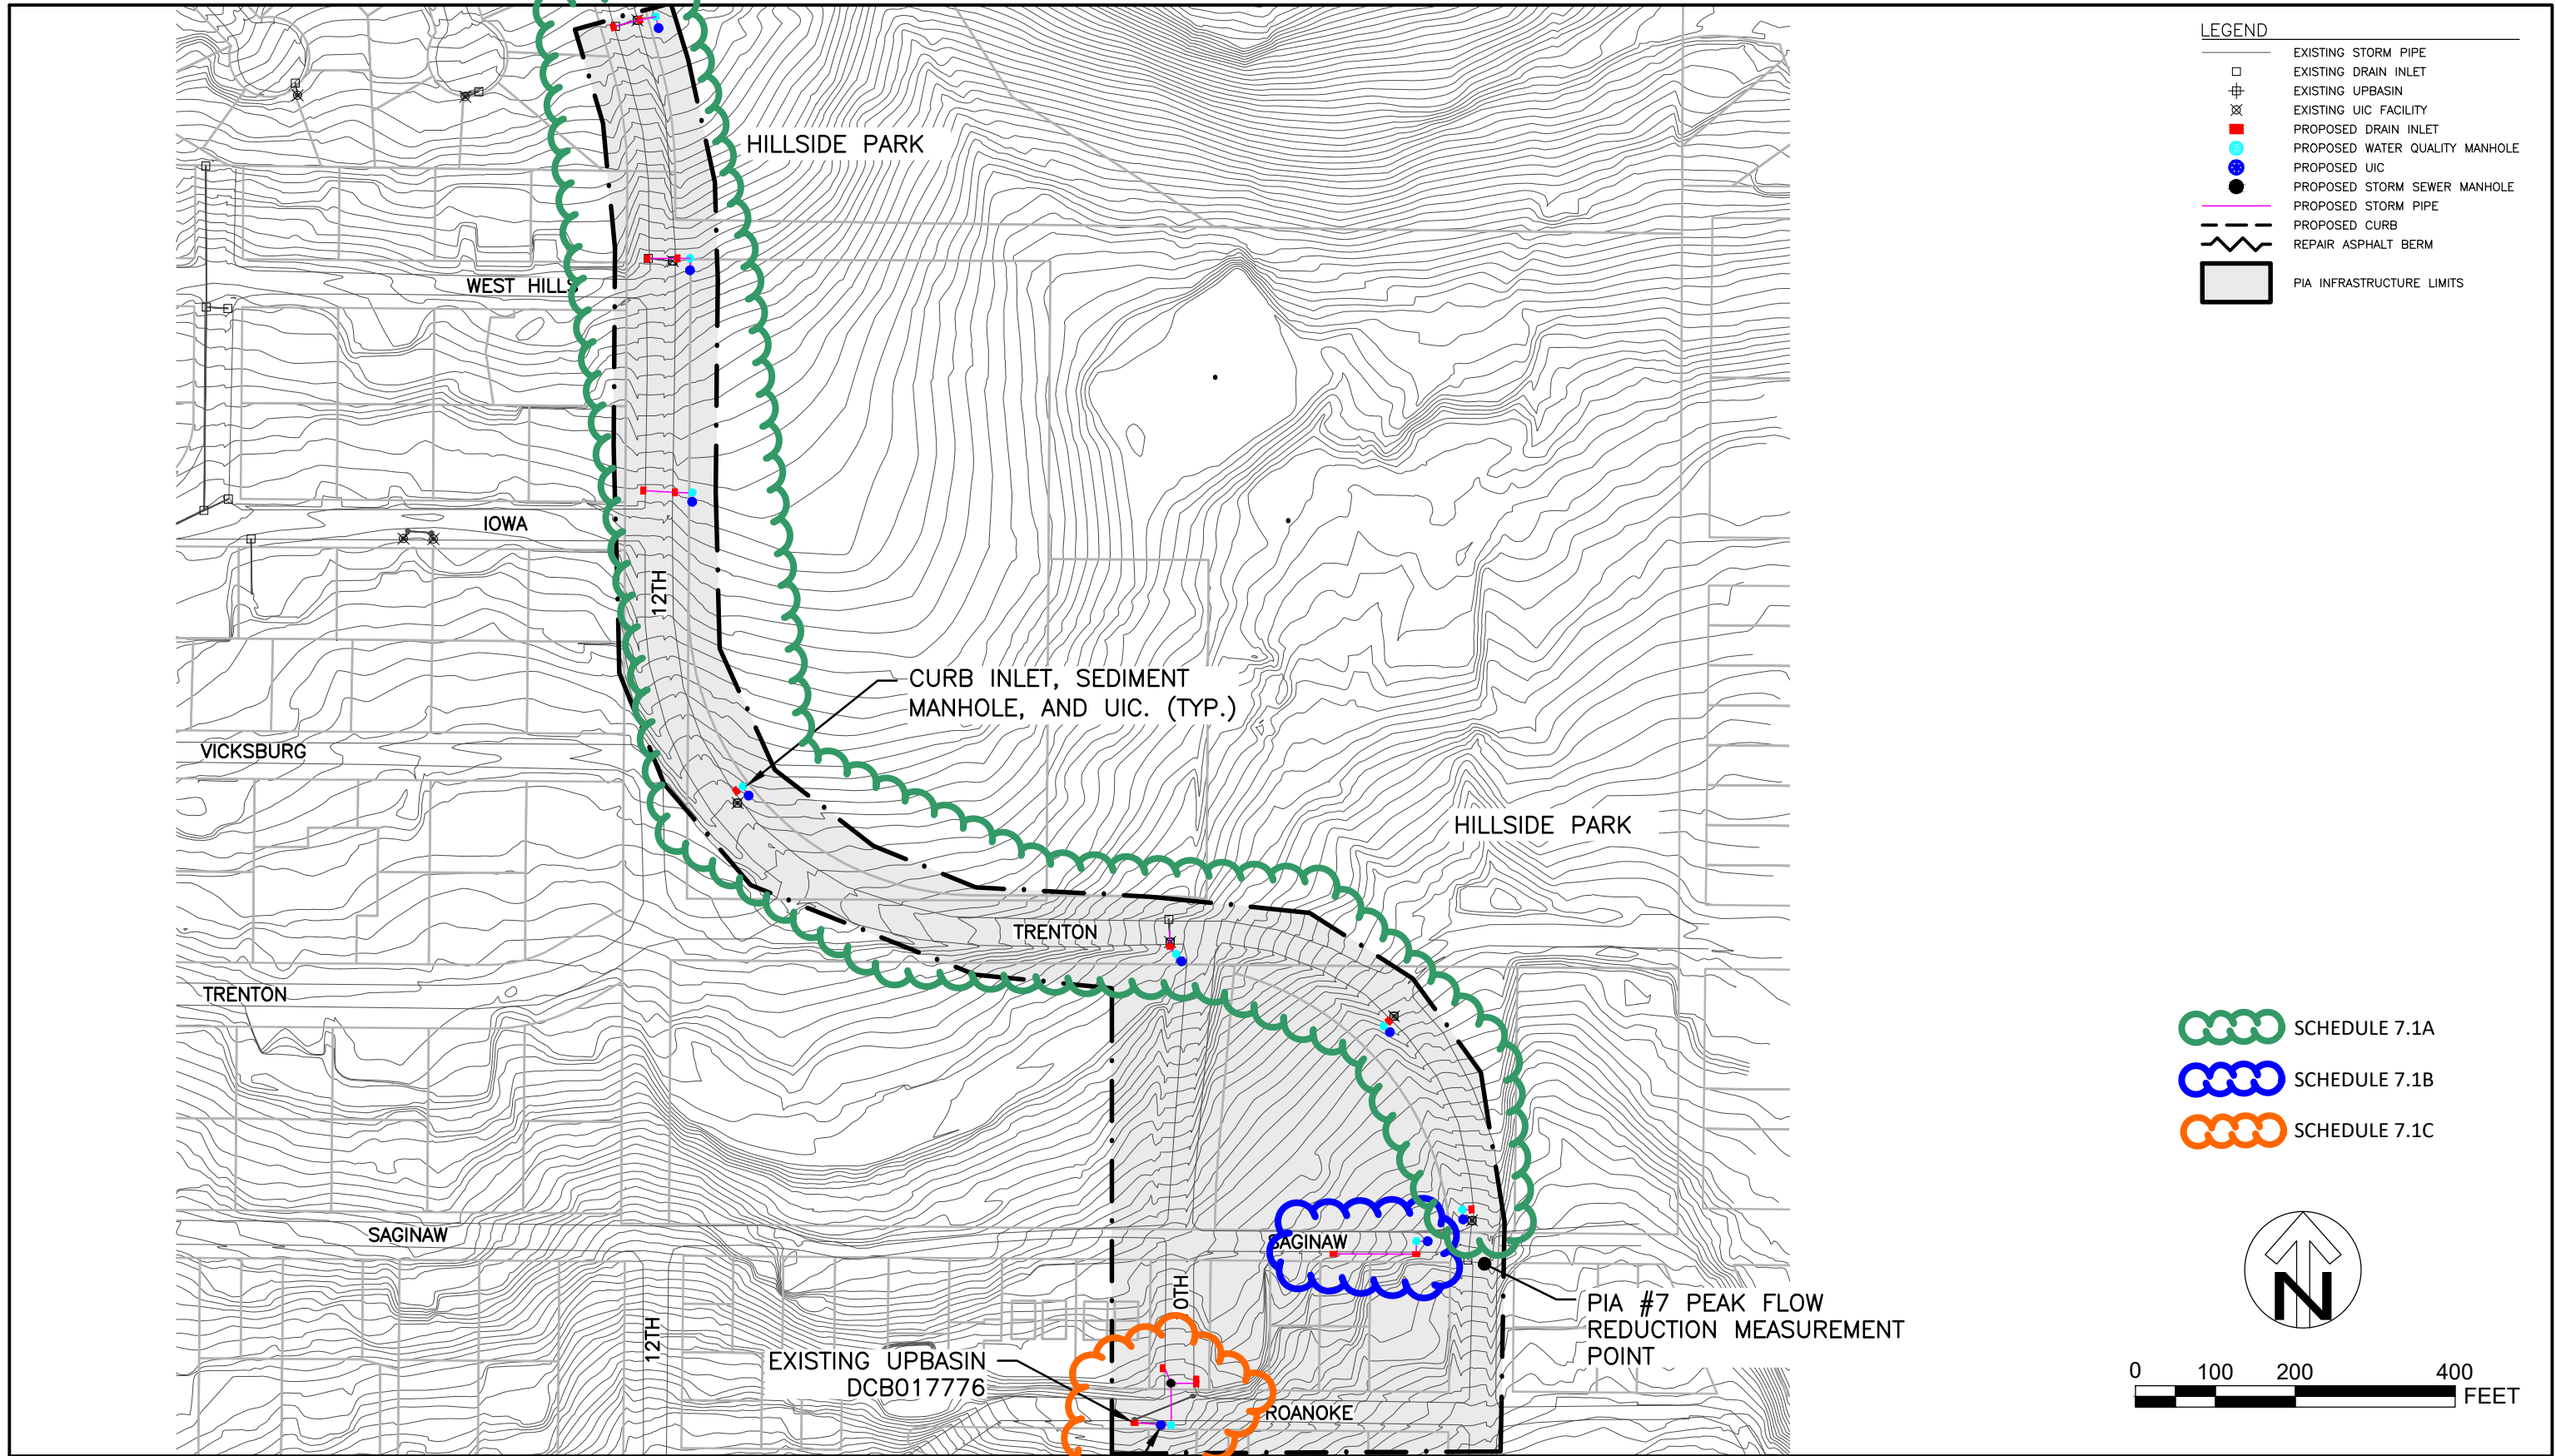 LEGEND
EXISTING STORM PIPE
EXISTING DRAIN INLET
EXISTING UPBASIN
EXISTING UIC FACILITY
PROPOSED DRAIN INLET
PROPOSED WATER QUALITY MANHOLE
PROPOSED UIC
PROPOSED STORM SEWER MANHOLE
PROPOSED STORM PIPE
PROPOSED CURB
REPAIR ASPHALT BERM
PIA INFRASTRUCTURE LIMITS
HILLSIDE PARK
WEST HILLS
IOWA
12TH
CURB INLET, SEDIMENT
MANHOLE, AND UIC. (TYP.)
VICKSBURG
HILLSIDE PARK
TRENTON
TRENTON
SAGINAW
SAGINAW
0TH
12TH
PIA #7 PEAK FLOW
REDUCTION MEASUREMENT
POINT
EXISTING UPBASIN
DCB017776
ROANOKE
SCHEDULE 7.1A
SCHEDULE 7.1B
SCHEDULE 7.1C
N
0 100 200 400
FEET